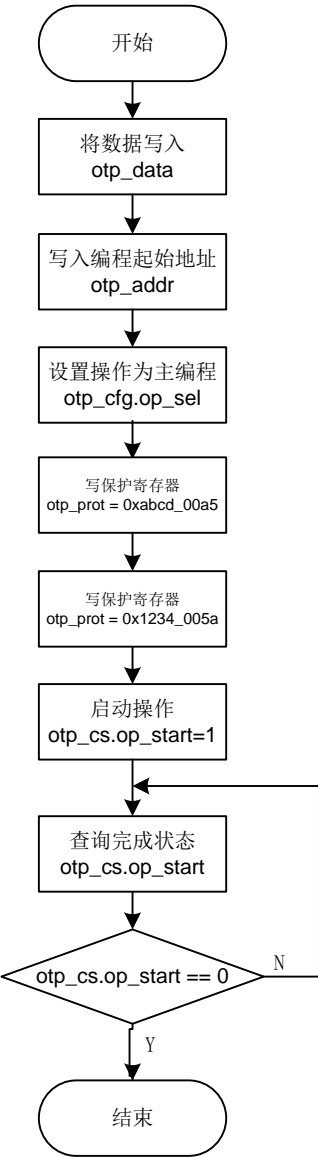 开始
将数据写入
otp_data
写入编程起始地址
otp_addr
设置操作为主编程
otp_cfg.op_sel
写保护寄存器
otp_prot = 0xabcd_00a5
写保护寄存器
otp_prot = 0x1234_005a
启动操作
otp_cs.op_start=1
查询完成状态
otp_cs.op_start
otp_cs.op_start == 0
N
Y
结束